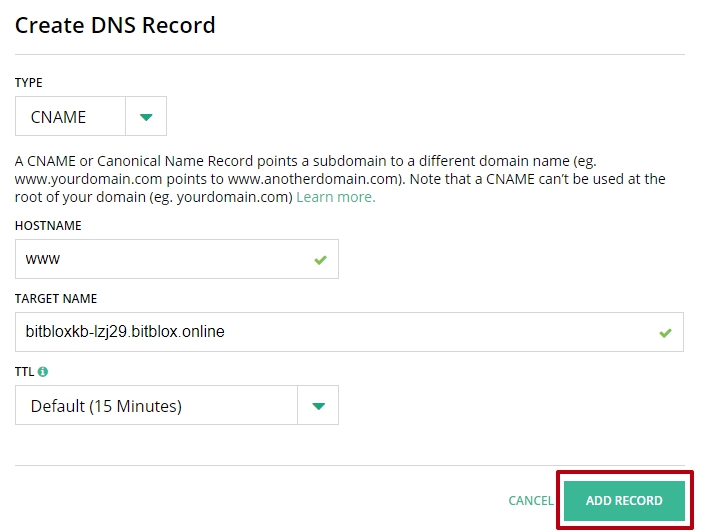 Create DNS Record
TYPE
CNAME
A CNAME or Canonical Name Record points a subdomain to a different domain name (eg.
www.yourdomain.com points to www.anotherdomain.com). Note that a CNAME can't be used at the
root of your domain (eg. yourdomain.com) Learn more.
HOSTNAME
www
TARGET NAME
bitbloxkb-lzj29.bitblox.online
TTL
Default (15 Minutes)
CANCEL ADD RECORD